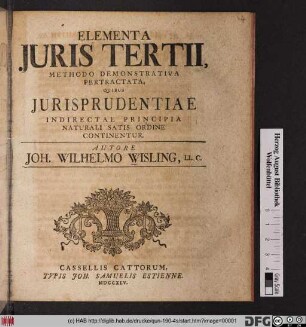 ELEMENTA
JURIS TERTII,
METHODO DEMONSTRATIVA
PERTRACTATA,
QUIBUS
JURISPRUDENTIAE
INDIRECTAE PRINCIPIA
NATURALI SATIS ORDINE
CONTINENTUR.
AUTORE
JOH. WILHELMO WISLING, LL. C.
CASSELLIS CATTORUM,
TYPIS JOH. SAMUELIS ESTIENNE.
MDCCXLV.
Herzog August Bibliothek
Wolfenbüttel
(c) HAB http://diglib.hab.de/drucke/qun-190-4s/start.htm?image=00001
DFG